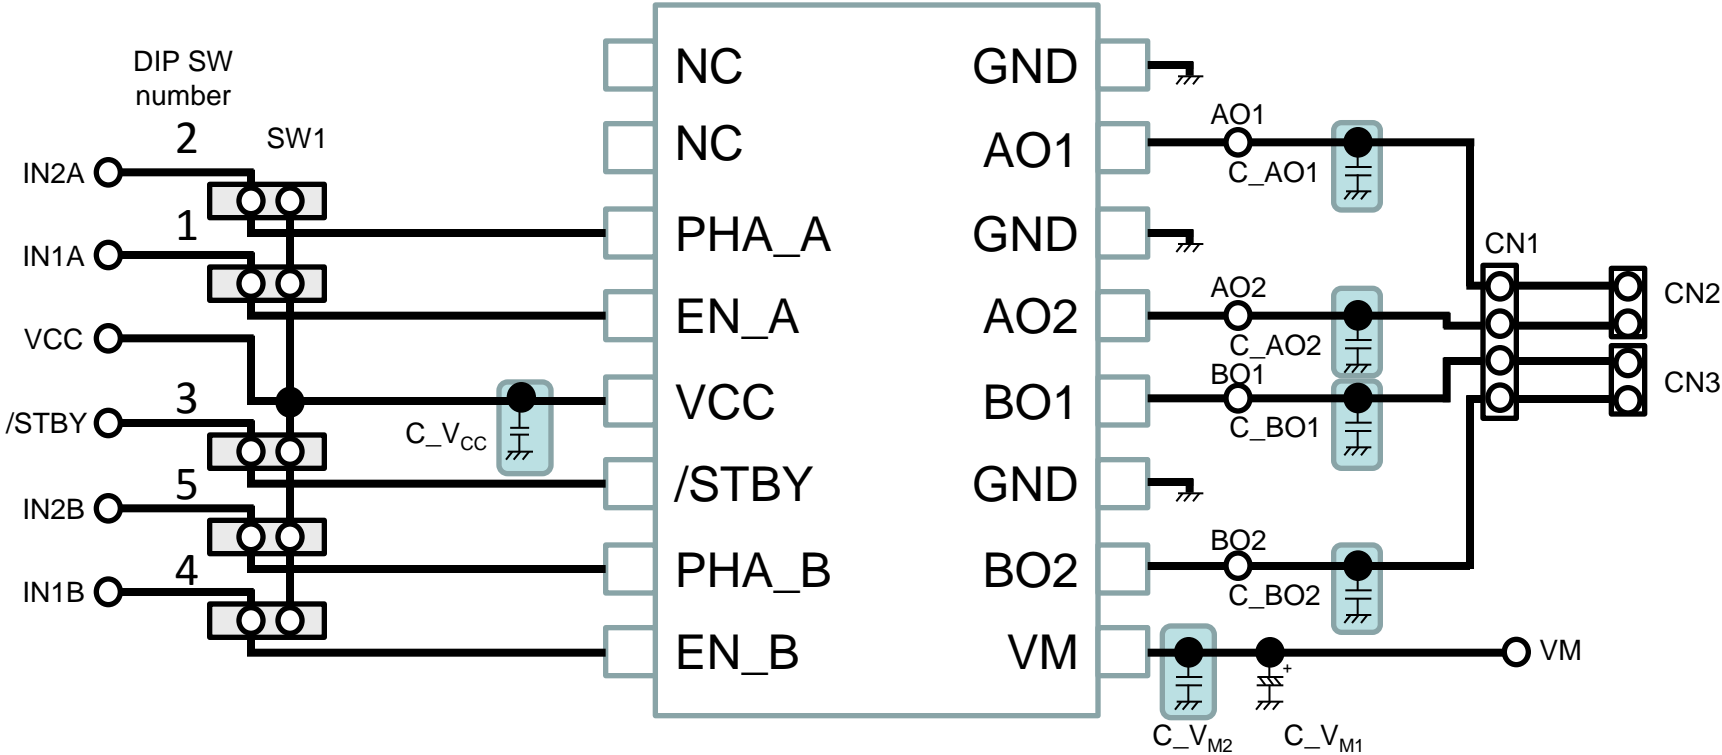 DIP SW
number
2
SW1
IN2A
1
IN1A
VCC
3
/STBY
5
IN2B
4
IN1B
C_VCC
NC
NC
PHA_A
EN_A
VCC
/STBY
PHA_B
EN_B
GND
AO1
GND
AO2
BO1
GND
BO2
VM
AO1
C_AO1
AO2
C_AO2
BO1
C_BO1
BO2
C_BO2
CN1
CN2
CN3
VM
+
C_VM2
C_VM1